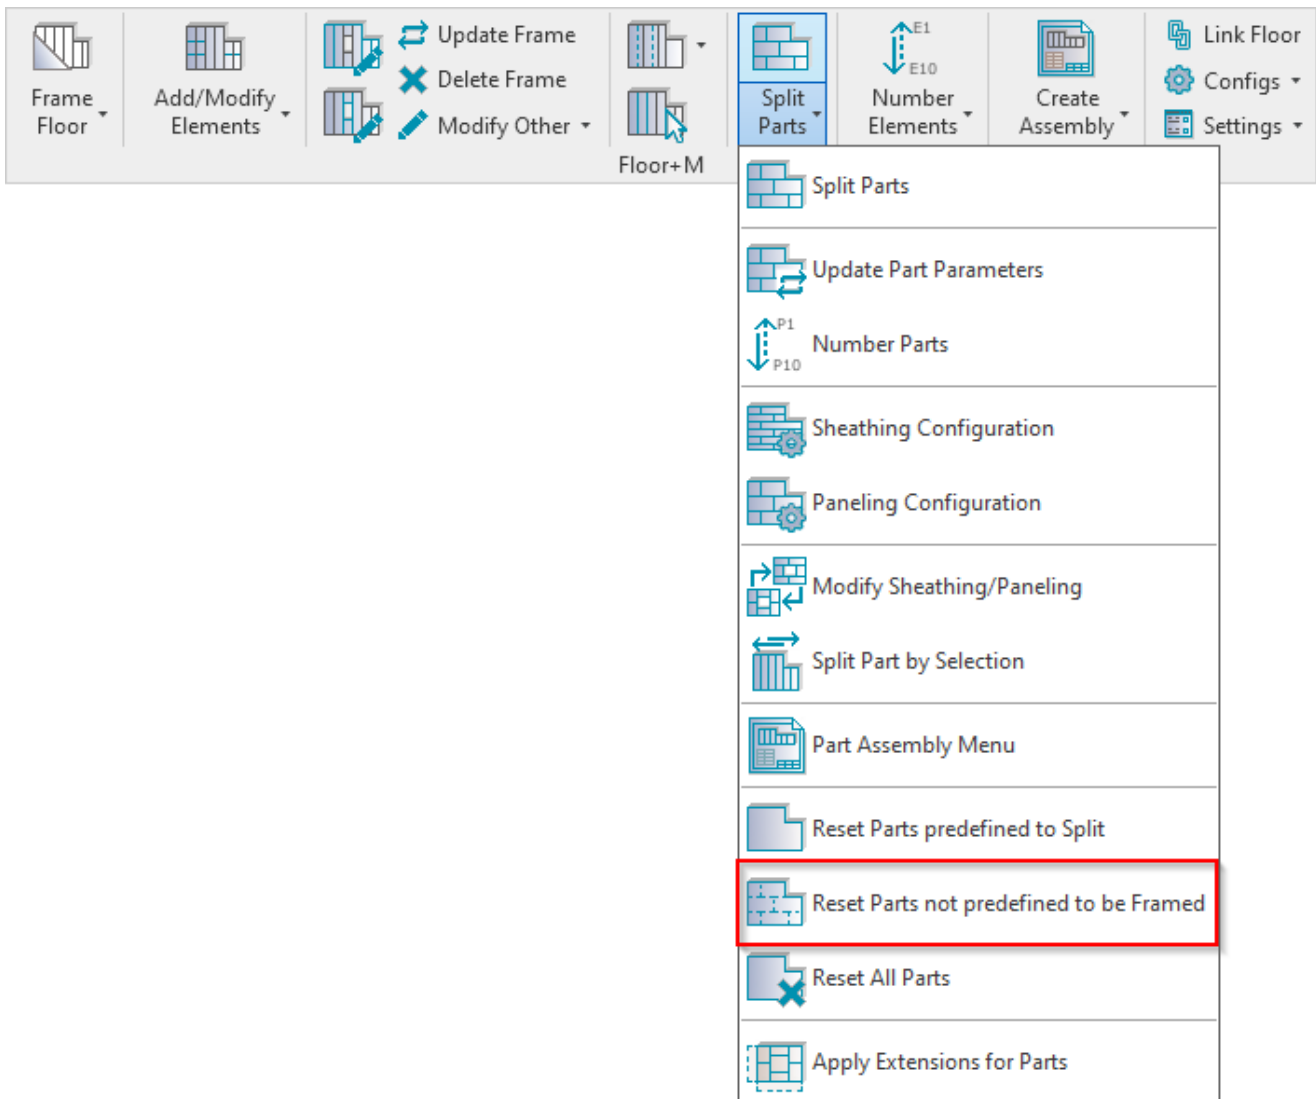 Frame
Floor
Add/Modify
Elements
Update Frame
Delete Frame
Modify Other
Floor+M
Split
Parts
E1
E10
Number
Elements
Create
Assembly
Link Floor
Configs
Settings
Split Parts
Update Part Parameters
P1
P10
Number Parts
Sheathing Configuration
Paneling Configuration
Modify Sheathing/Paneling
Split Part by Selection
Part Assembly Menu
Reset Parts predefined to Split
Reset Parts not predefined to be Framed
Reset All Parts
Apply Extensions for Parts